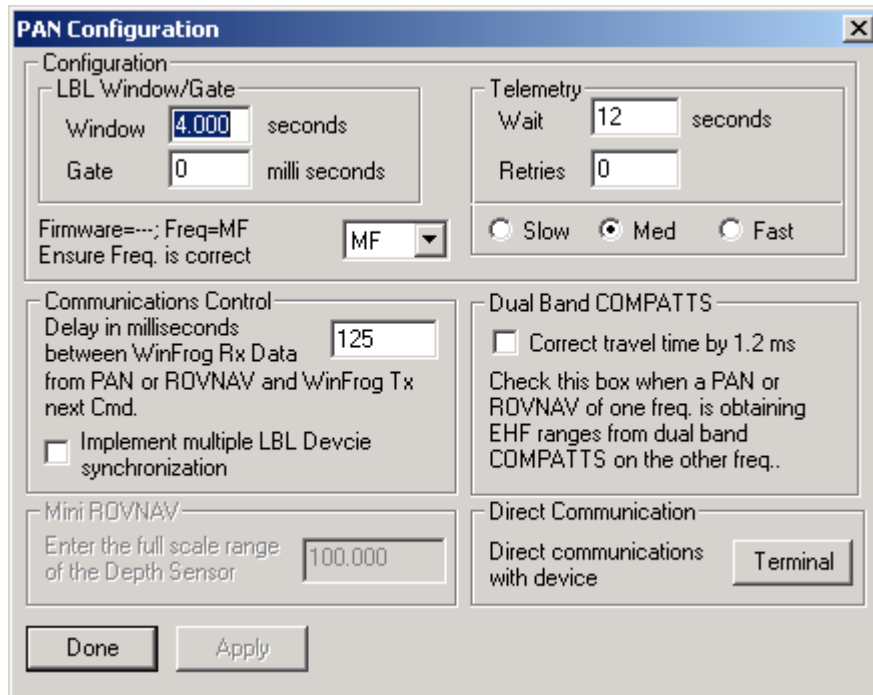 PAN Configuration
Configuration
LBL Window/Gate
Window 4.000 seconds
Gate 0 milli seconds
Telemetry
Wait 12 seconds
Retries 0
Firmware=---; Freq=MF
Ensure Freq. is correct
MF
Slow Med Fast
Communications Control
Delay in milliseconds
between WinFrog Rx Data
from PAN or ROVNAV and WinFrog Tx
next Cmd.
125
Implement multiple LBL Devcie
synchronization
Dual Band COMPATTS
Correct travel time by 1.2 ms
Check this box when a PAN or
ROVNAV of one freq. is obtaining
EHF ranges from dual band
COMPATTS on the other freq..
Mini ROVNAV
Enter the full scale range
of the Depth Sensor
100.000
Direct Communication
Direct communications
with device
Terminal
Done Apply